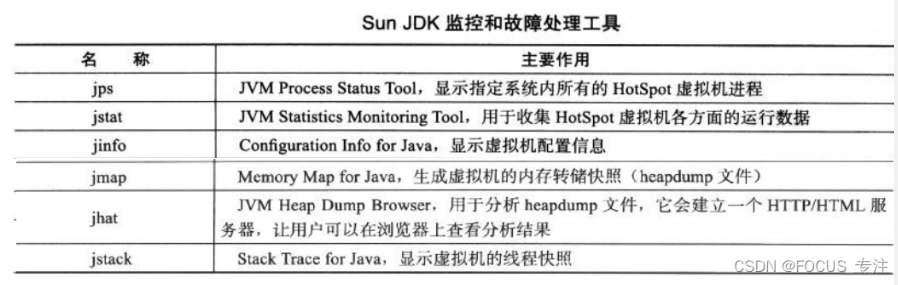 Sun JDK 监控和故障处理工具
名 称 主要作用
jps JVM Process Status Tool，显示指定系统内所有的 HotSpot 虚拟机进程
jstat JVM Statistics Monitoring Tool，用于收集 HotSpot 虚拟机各方面的运行数据
jinfo Configuration Info for Java，显示虚拟机配置信息
jmap Memory Map for Java，生成虚拟机的内存转储快照（heapdump 文件）
jhat JVM Heap Dump Browser，用于分析 heapdump 文件，它会建立一个 HTTP/HTML 服
务器，让用户可以在浏览器上查看分析结果
jstack Stack Trace for Java，显示虚拟机的线程快照
CSDN @FOCUS 专注